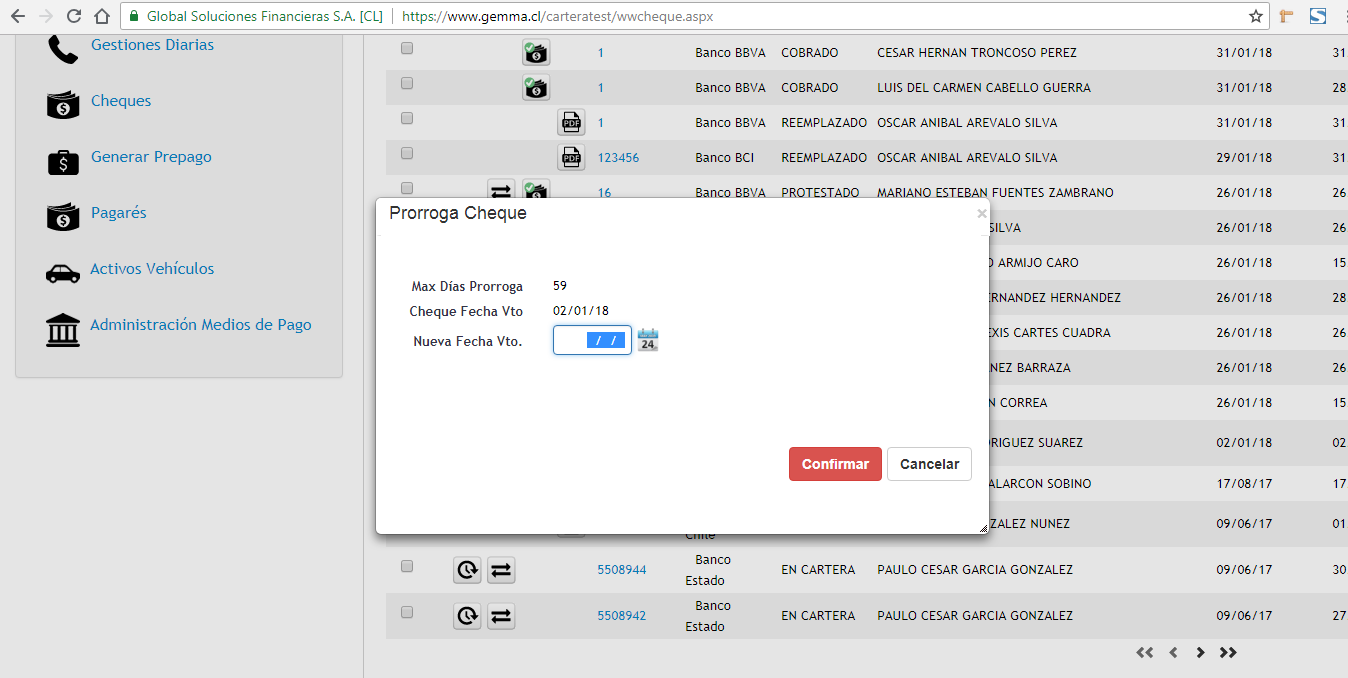 Global Soluciones Financieras S.A. [CL] https://www.gemma.cl/carteratest/wwcheque.aspx
Gestiones Diarias
Cheques
Generar Prepago
Pagarés
Activos Vehículos
Administración Medios de Pago
1 Banco BBVA COBRADO CESAR HERNAN TRONCOSO PEREZ 31/01/18 31
1 Banco BBVA COBRADO LUIS DEL CARMEN CABELLO GUERRA 31/01/18 28
PDF 1 Banco BBVA REEMPLAZADO OSCAR ANIBAL AREVALO SILVA 31/01/18 31
PDF 123456 Banco BCI REEMPLAZADO OSCAR ANIBAL AREVALO SILVA 29/01/18 31
16 Banco BBVA PROTESTADO MARIANO ESTEBAN FUENTES ZAMBRANO 26/01/18 26
SILVA 26/01/18 26
O ARMIJO CARO 26/01/18 15
ERNANDEZ HERNANDEZ 26/01/18 28
EXIS CARTES CUADRA 26/01/18 26
NEZ BARRAZA 26/01/18 26
N CORREA 26/01/18 15
RIGUEZ SUAREZ 02/01/18 02
ALARCON SOBINO 17/08/17 17
ZALEZ NUNEZ 09/06/17 01
Chile
Prorroga Cheque ×
Max Días Prorroga 59
Cheque Fecha Vto 02/01/18
Nueva Fecha Vto. / / 24
Confirmar Cancelar
5508944 Banco Estado EN CARTERA PAULO CESAR GARCIA GONZALEZ 09/06/17 30
5508942 Banco Estado EN CARTERA PAULO CESAR GARCIA GONZALEZ 09/06/17 27